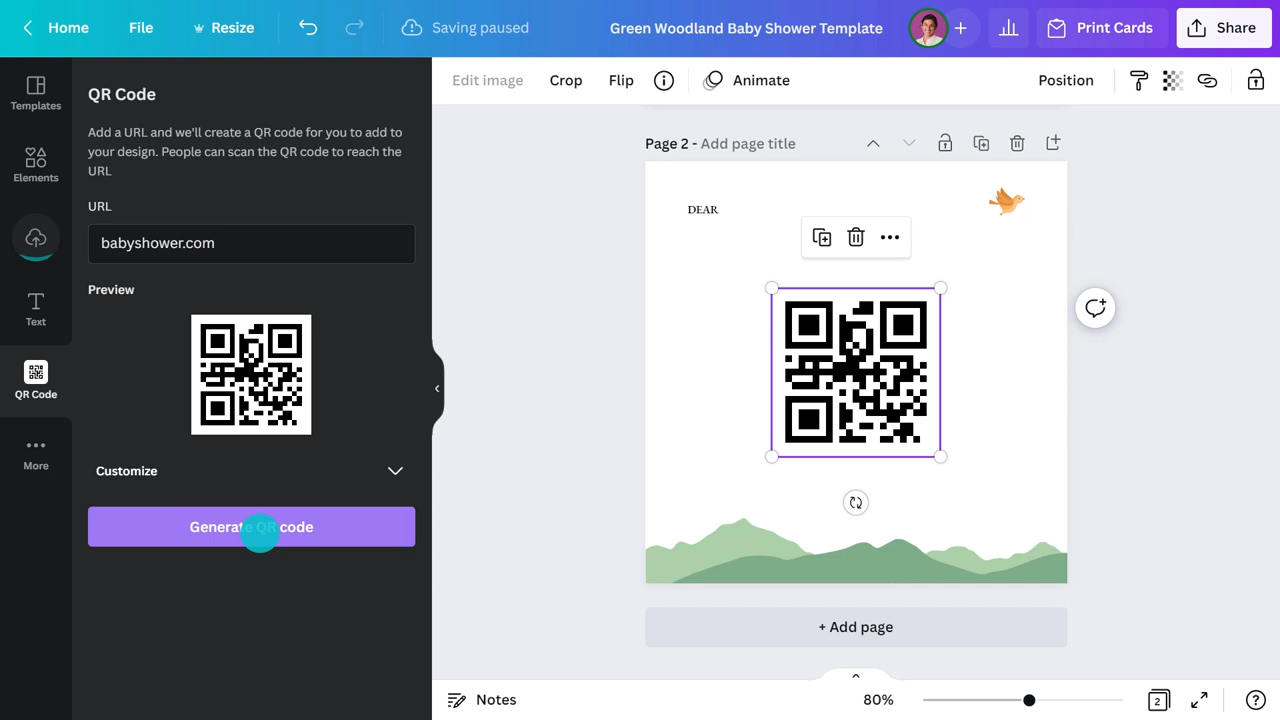 Home File Resize Saving paused Green Woodland Baby Shower Template + Print Cards Share
Templates
Elements
Text
QR Code
More
QR Code
Add a URL and we'll create a QR code for you to add to
your design. People can scan the QR code to reach the
URL
URL
babyshower.com
Preview
Customize
Generate QR code
Edit image Crop Flip Animate Position
Page 2 - Add page title
DEAR
+ Add page
Notes 80% 2 ?